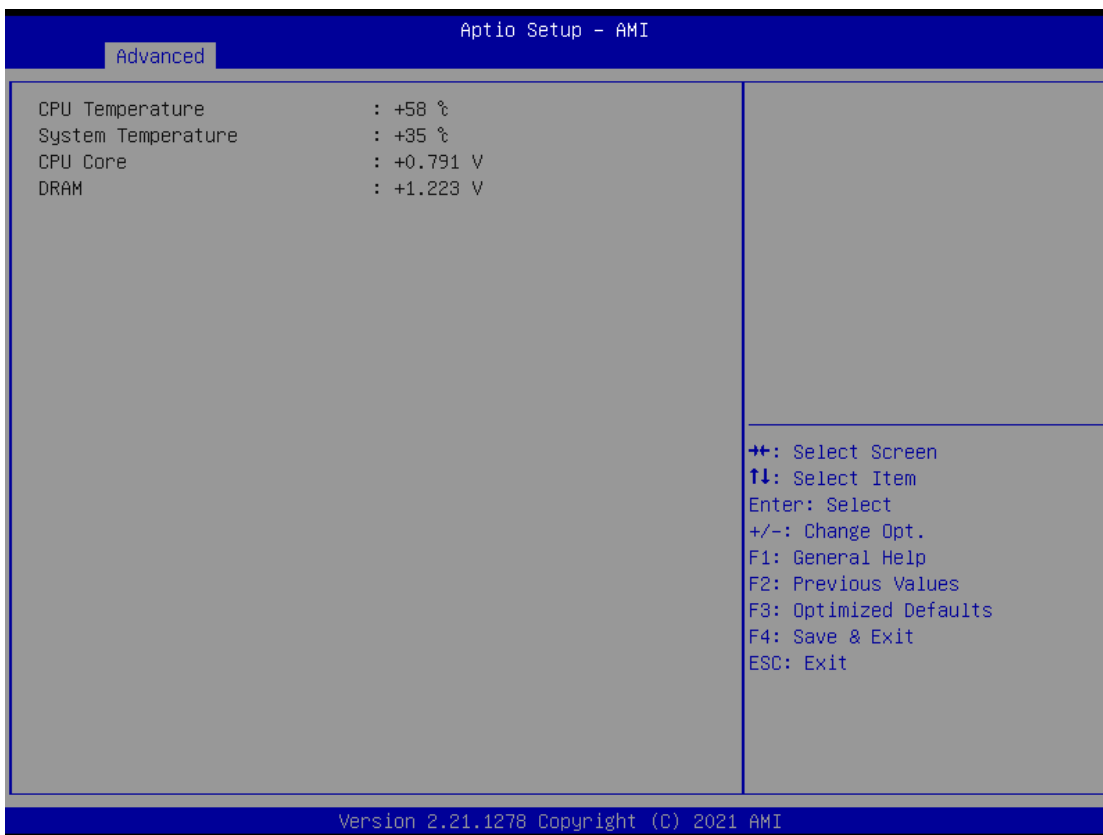 Aptio Setup - AMI
Advanced
CPU Temperature : +58 ℃
System Temperature : +35 ℃
CPU Core : +0.791 V
DRAM : +1.223 V
→←: Select Screen
↑↓: Select Item
Enter: Select
+/-: Change Opt.
F1: General Help
F2: Previous Values
F3: Optimized Defaults
F4: Save & Exit
ESC: Exit
Version 2.21.1278 Copyright (C) 2021 AMI